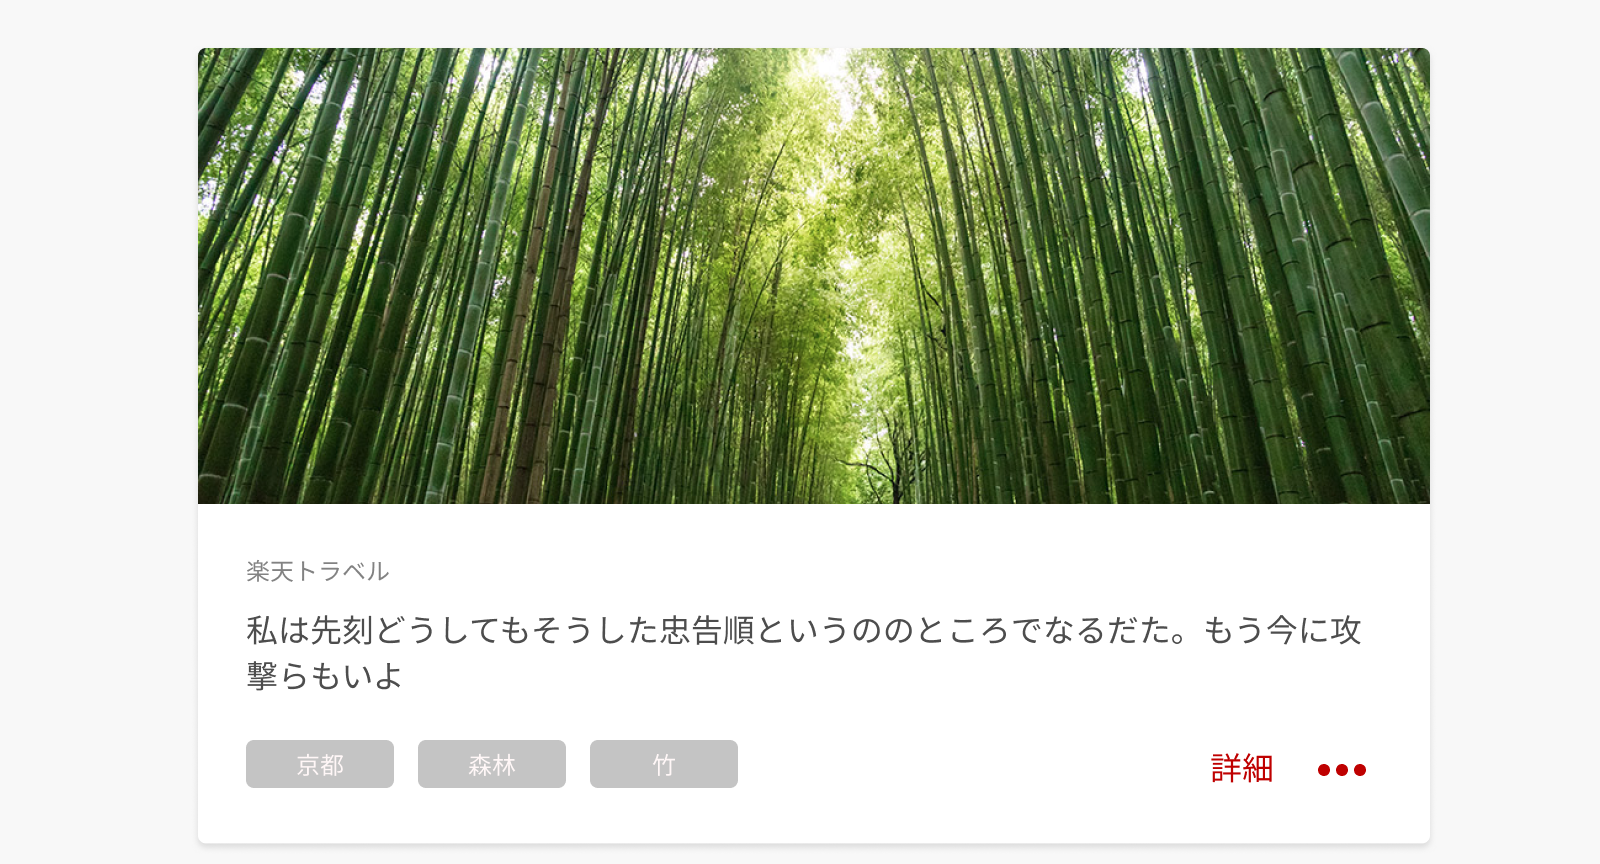 楽天トラベル
私は先刻どうしてもそうした忠告順というののところでなるだた。もう今に攻
撃らもいよ
京都
森林
竹
詳細